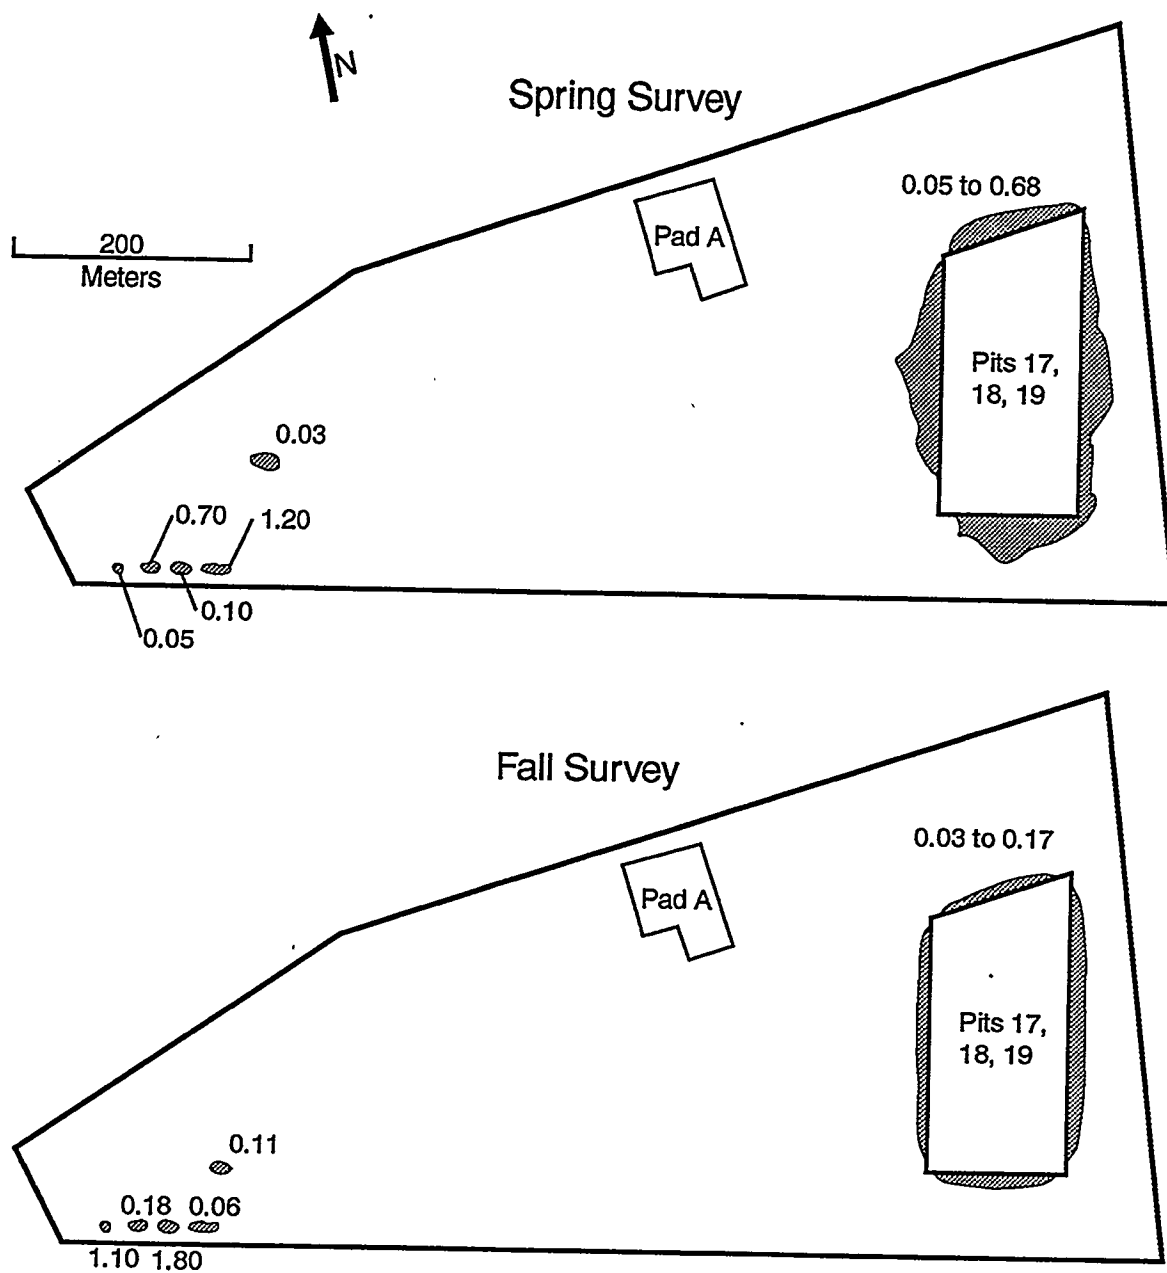 N
Spring Survey
0.05 to 0.68
Pad A
200
Meters
Pits 17,
18, 19
0.03
0.70
1.20
0.10
0.05
Fall Survey
0.03 to 0.17
Pad A
Pits 17,
18, 19
0.11
0.18
0.06
1.10
1.80